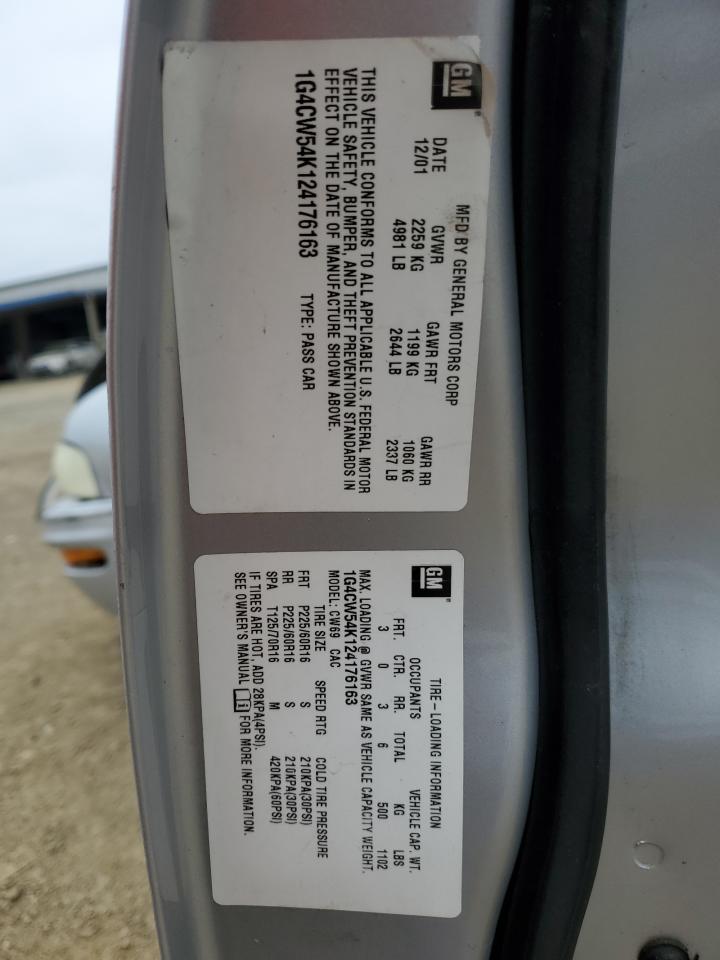 GM
MFD BY GENERAL MOTORS CORP
DATE GVWR GAWR FRT GAWR RR
12/01 2259 KG 1199 KG 1060 KG
4981 LB 2644 LB 2337 LB
THIS VEHICLE CONFORMS TO ALL APPLICABLE U.S. FEDERAL MOTOR
VEHICLE SAFETY, BUMPER, AND THEFT PREVENTION STANDARDS IN
EFFECT ON THE DATE OF MANUFACTURE SHOWN ABOVE.
1G4CW54K124176163 TYPE: PASS CAR
GM
TIRE-LOADING INFORMATION
OCCUPANTS VEHICLE CAP. WT.
FRT. CTR. RR. TOTAL KG LBS
3 0 3 6 500 1102
MAX. LOADING @ GVWR SAME AS VEHICLE CAPACITY WEIGHT.
1G4CW54K124176163
MODEL: CW69 CAC
TIRE SIZE SPEED RTG COLD TIRE PRESSURE
FRT P225/60R16 S 210KPA(30PSI)
RR P225/60R16 S 210KPA(30PSI)
SPA T125/70R16 M 420KPA(60PSI)
IF TIRES ARE HOT, ADD 28KPA(4PSI).
SEE OWNER'S MANUAL i FOR MORE INFORMATION.